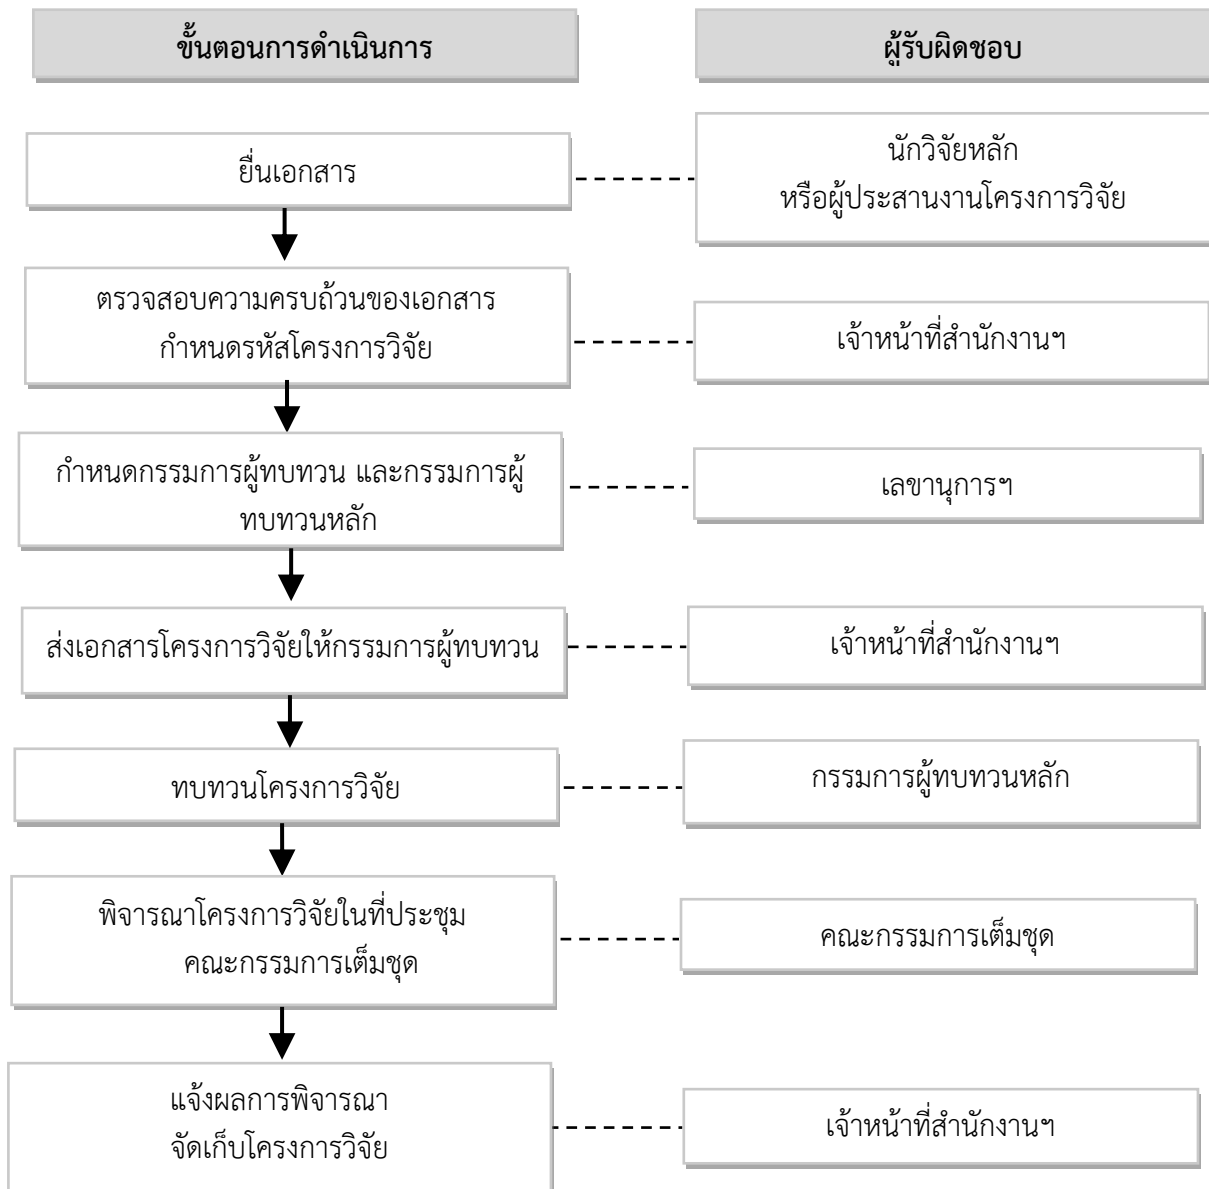 ขั้นตอนการดำเนินการ
ผู้รับผิดชอบ
ยื่นเอกสาร
นักวิจัยหลัก
หรือผู้ประสานงานโครงการวิจัย
ตรวจสอบความครบถ้วนของเอกสาร
กำหนดรหัสโครงการวิจัย
เจ้าหน้าที่สำนักงานฯ
กำหนดกรรมการผู้ทบทวน และกรรมการผู้
ทบทวนหลัก
เลขานุการฯ
ส่งเอกสารโครงการวิจัยให้กรรมการผู้ทบทวน
เจ้าหน้าที่สำนักงานฯ
ทบทวนโครงการวิจัย
กรรมการผู้ทบทวนหลัก
พิจารณาโครงการวิจัยในที่ประชุม
คณะกรรมการเต็มชุด
คณะกรรมการเต็มชุด
แจ้งผลการพิจารณา
จัดเก็บโครงการวิจัย
เจ้าหน้าที่สำนักงานฯ